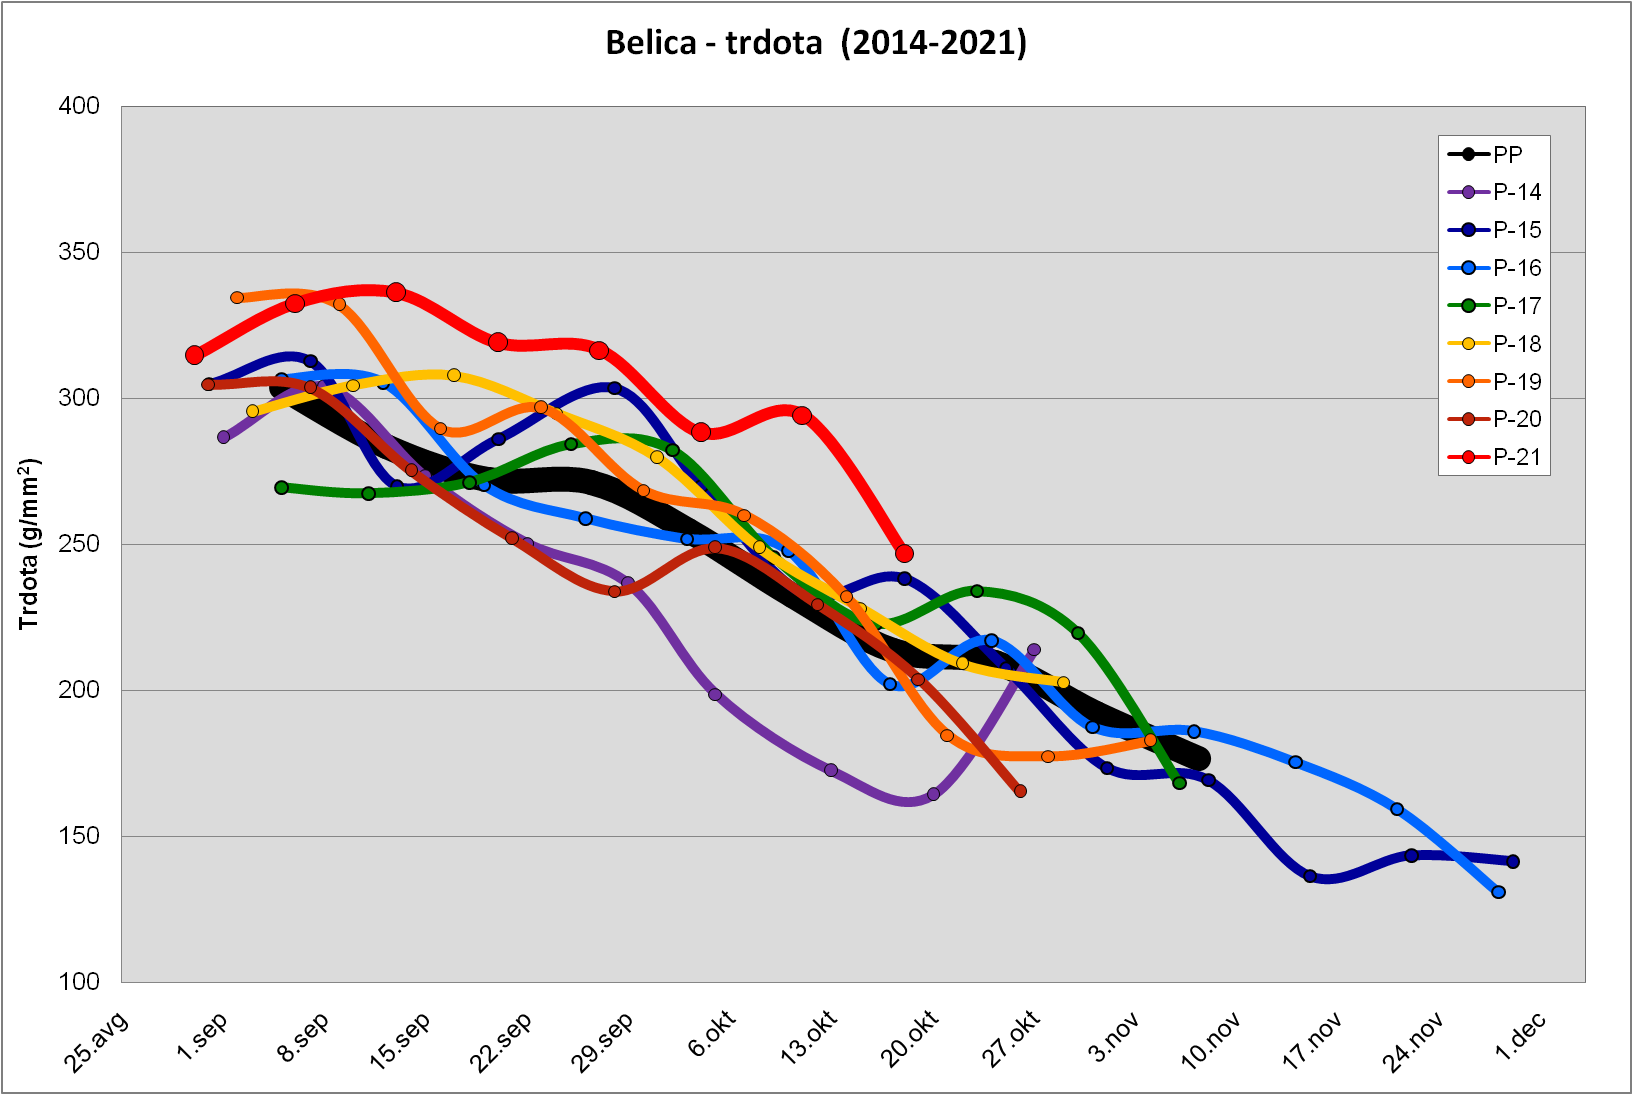 Belica - trdota  (2014-2021)
400
350
300
250
200
150
100
Trdota (g/mm²)
25.avg
1.sep
8.sep
15.sep
22.sep
29.sep
6.okt
13.okt
20.okt
27.okt
3.nov
10.nov
17.nov
24.nov
1.dec
PP
P-14
P-15
P-16
P-17
P-18
P-19
P-20
P-21